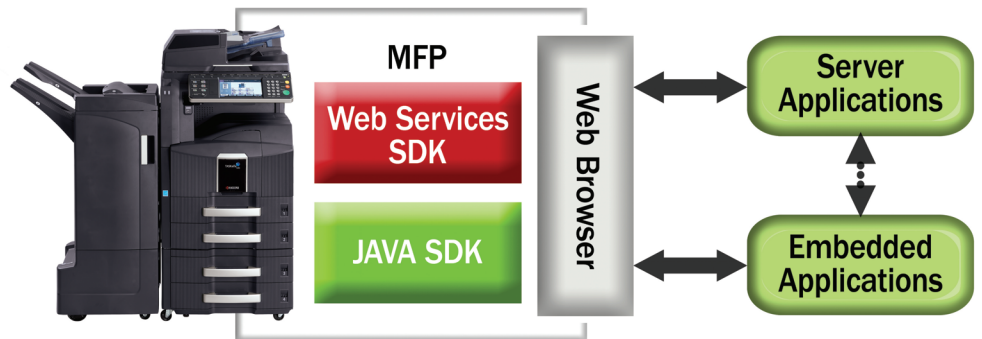 MFP
Web Services
SDK
JAVA SDK
Web Browser
Server
Applications
Embedded
Applications